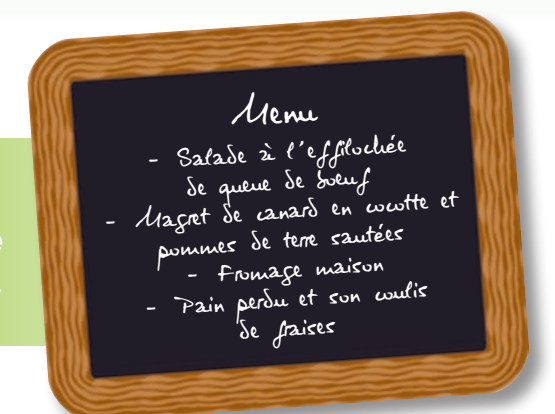 Menu
- Salade à l'effilochée
de queue de boeuf
- Magret de canard en cocotte et
pommes de terre sautées
- Fromage maison
- Pain perdu et son coulis
de fraises